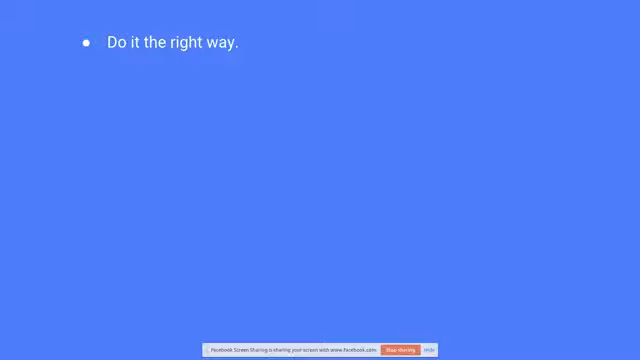 ● Do it the right way.
Facebook Screen Sharing is sharing your screen with www.facebook.com. Stop sharing Hide